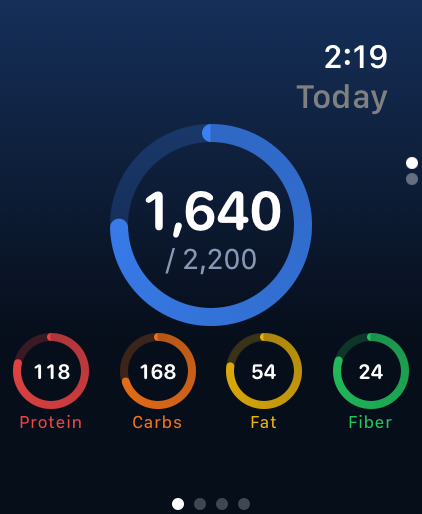 2:19
Today
1,640
/ 2,200
118
168
54
24
Protein
Carbs
Fat
Fiber